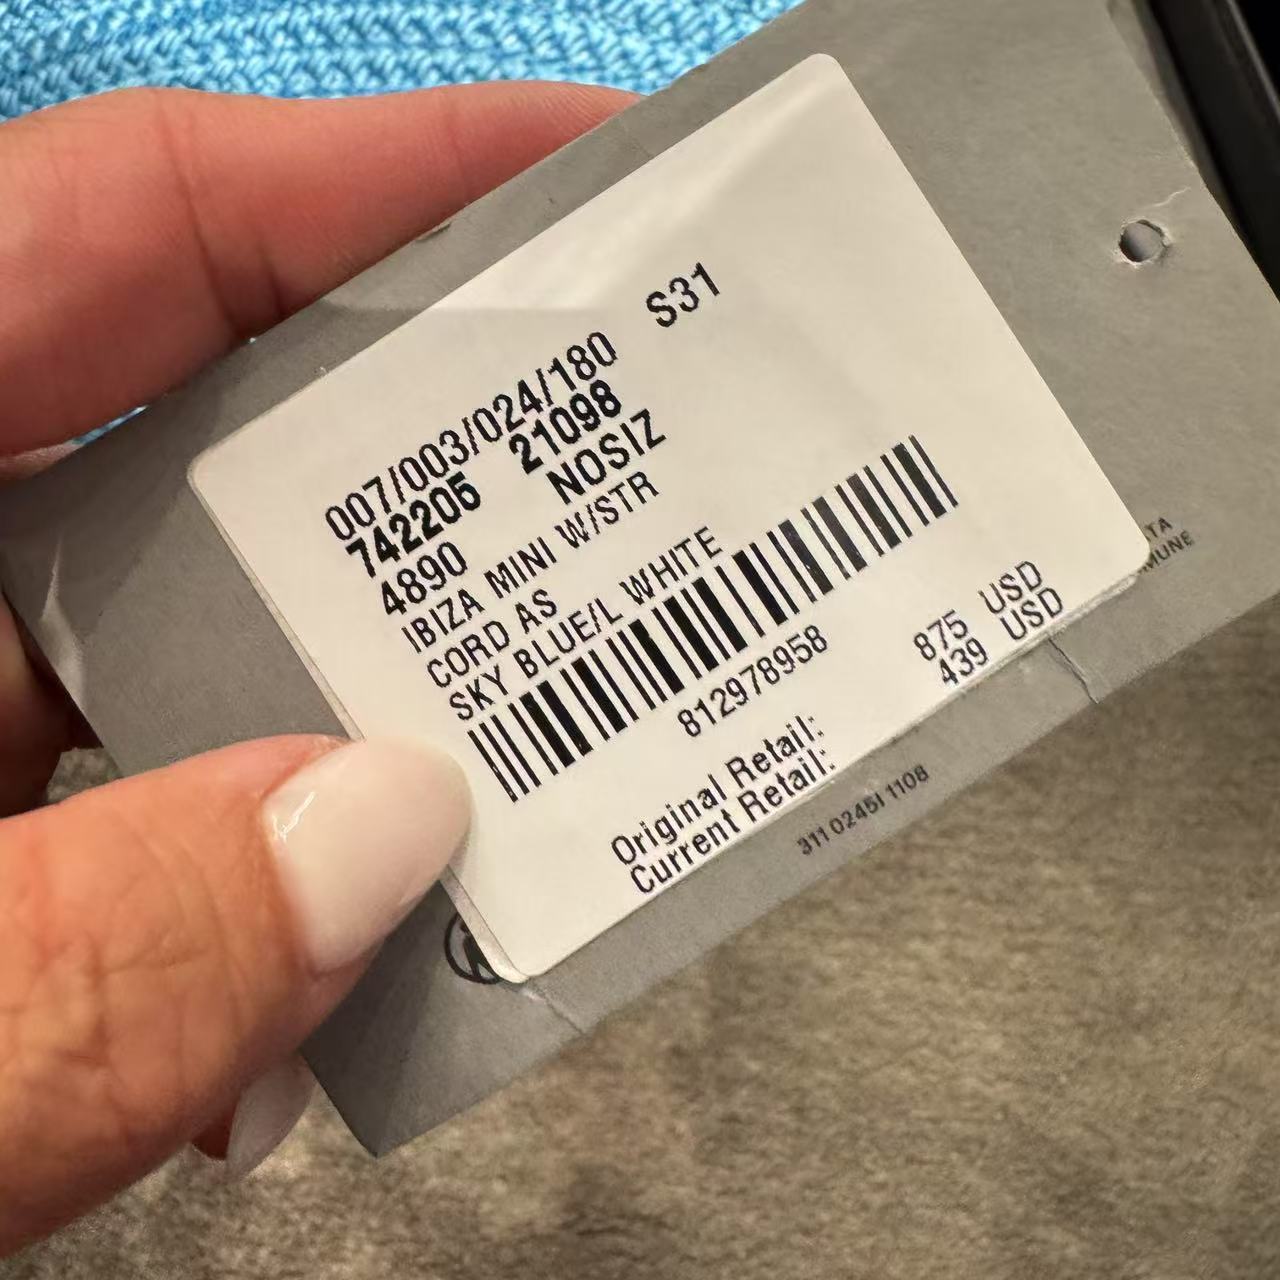 007/003/024/180 S31
742205 21098
4890 NOSIZ
IBIZA MINI W/STR
CORD AS
SKY BLUE/L WHITE
812978958
Original Retail: 875 USD
Current Retail: 439 USD
311 0245I 1108